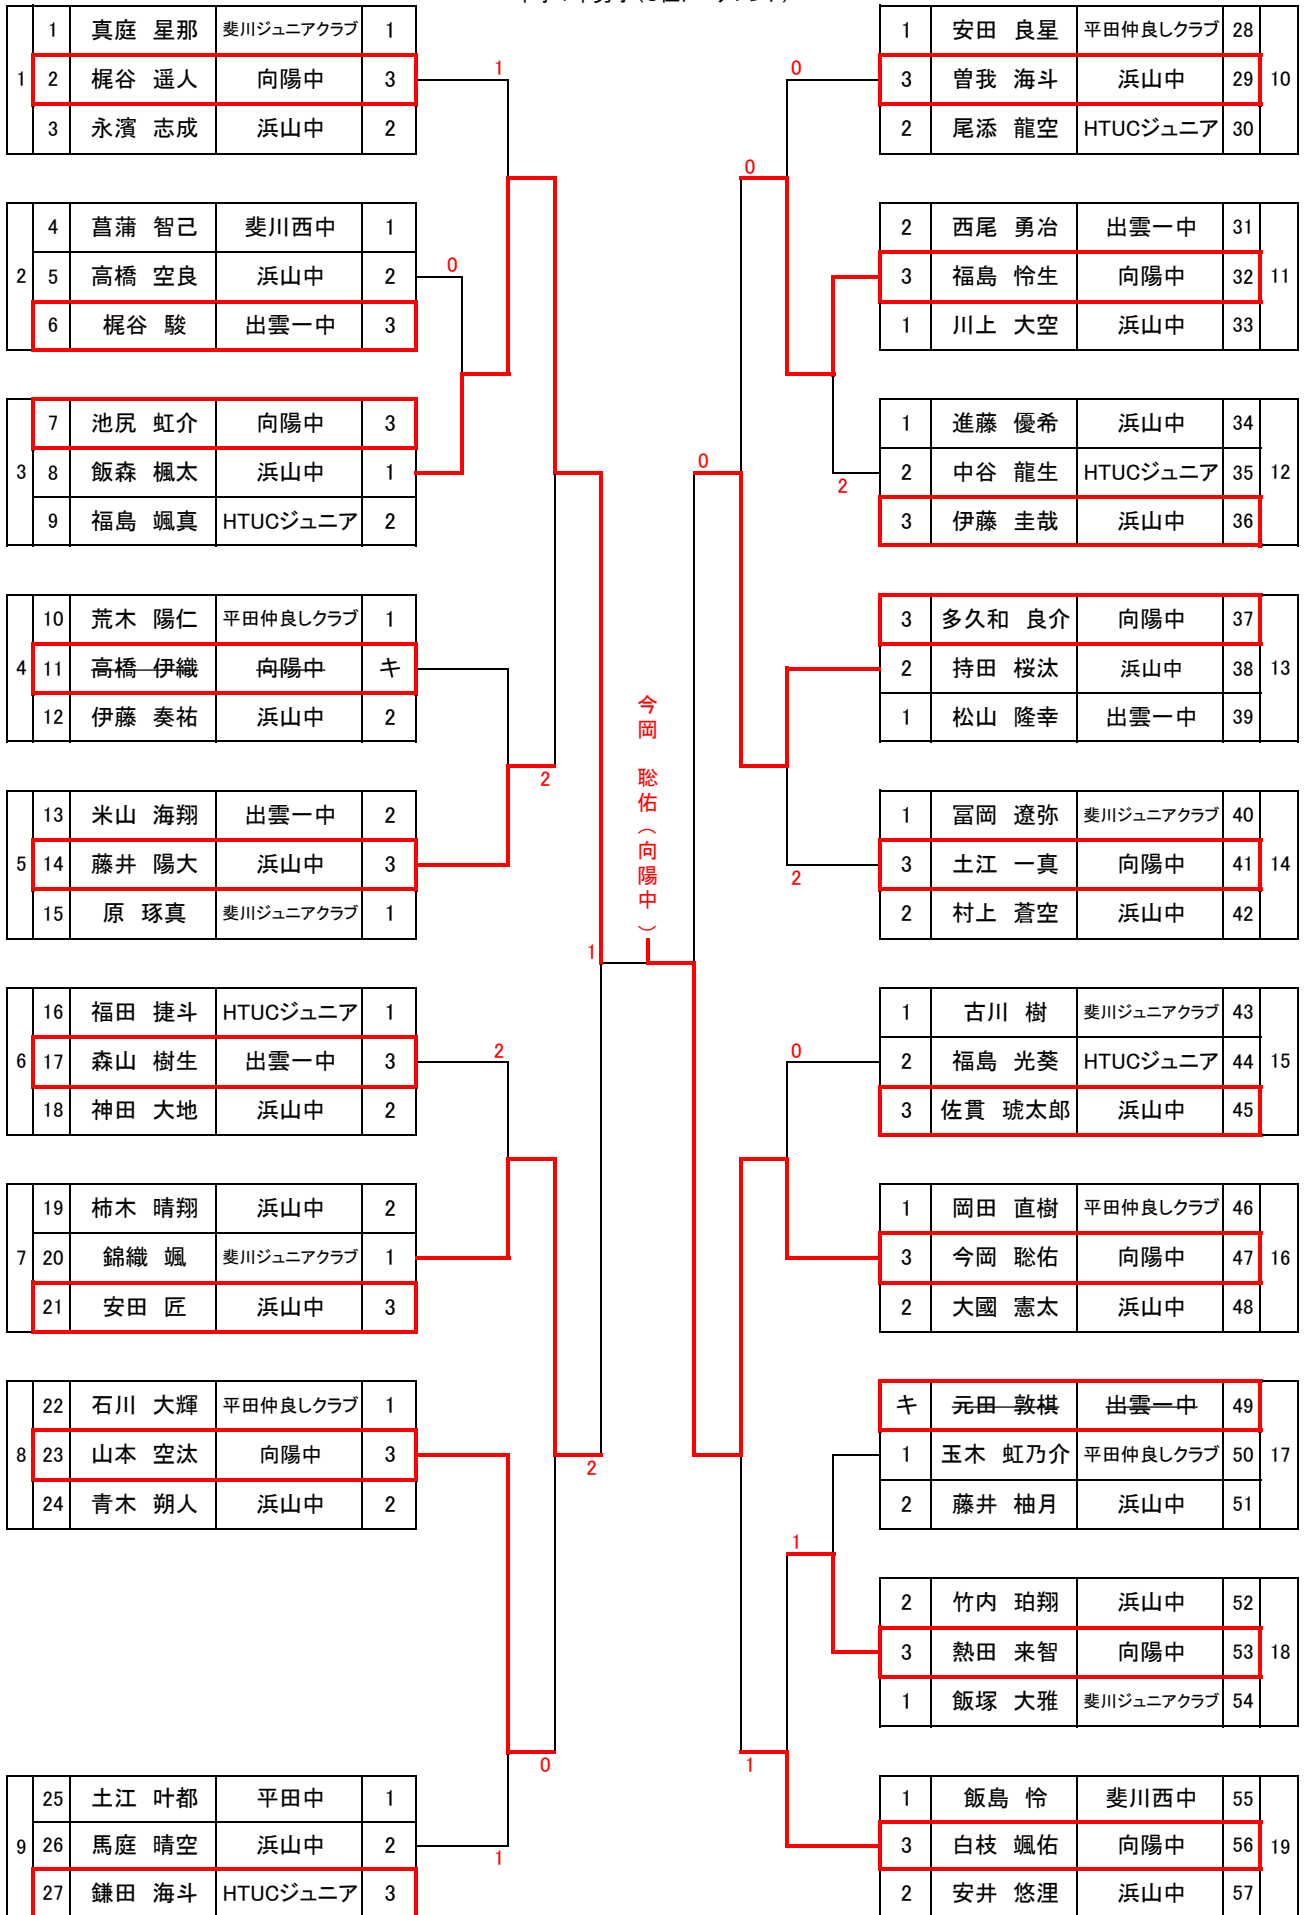 1 真庭 星那 斐川ジュニアクラブ 1
1 2 梶谷 遥人 向陽中 3
3 永濱 志成 浜山中 2
4 菖蒲 智己 斐川西中 1
2 5 高橋 空良 浜山中 2
6 梶谷 駿 出雲一中 3
7 池尻 虹介 向陽中 3
3 8 飯森 楓太 浜山中 1
9 福島 颯真 HTUCジュニア 2
10 荒木 陽仁 平田仲良しクラブ 1
4 11 高橋 伊織 向陽中 キ
12 伊藤 奏祐 浜山中 2
13 米山 海翔 出雲一中 2
5 14 藤井 陽大 浜山中 3
15 原 琢真 斐川ジュニアクラブ 1
16 福田 捷斗 HTUCジュニア 1
6 17 森山 樹生 出雲一中 3
18 神田 大地 浜山中 2
19 柿木 晴翔 浜山中 2
7 20 錦織 颯 斐川ジュニアクラブ 1
21 安田 匠 浜山中 3
22 石川 大輝 平田仲良しクラブ 1
8 23 山本 空汰 向陽中 3
24 青木 朔人 浜山中 2
25 土江 叶都 平田中 1
9 26 馬庭 晴空 浜山中 2
27 鎌田 海斗 HTUCジュニア 3
1
0
2
1
2
2
0
1
今岡 聡佑（向陽中）
0
0
0
2
2
0
1
1
1 安田 良星 平田仲良しクラブ 28
3 曽我 海斗 浜山中 29 10
2 尾添 龍空 HTUCジュニア 30
2 西尾 勇冶 出雲一中 31
3 福島 怜生 向陽中 32 11
1 川上 大空 浜山中 33
1 進藤 優希 浜山中 34
2 中谷 龍生 HTUCジュニア 35 12
3 伊藤 圭哉 浜山中 36
3 多久和 良介 向陽中 37
2 持田 桜汰 浜山中 38 13
1 松山 隆幸 出雲一中 39
1 冨岡 遼弥 斐川ジュニアクラブ 40
3 土江 一真 向陽中 41 14
2 村上 蒼空 浜山中 42
1 古川 樹 斐川ジュニアクラブ 43
2 福島 光葵 HTUCジュニア 44 15
3 佐貫 琥太郎 浜山中 45
1 岡田 直樹 平田仲良しクラブ 46
3 今岡 聡佑 向陽中 47 16
2 大國 憲太 浜山中 48
キ 元田 敦棋 出雲一中 49
1 玉木 虹乃介 平田仲良しクラブ 50 17
2 藤井 柚月 浜山中 51
2 竹内 珀翔 浜山中 52
3 熱田 来智 向陽中 53 18
1 飯塚 大雅 斐川ジュニアクラブ 54
1 飯島 怜 斐川西中 55
3 白枝 颯佑 向陽中 56 19
2 安井 悠浬 浜山中 57